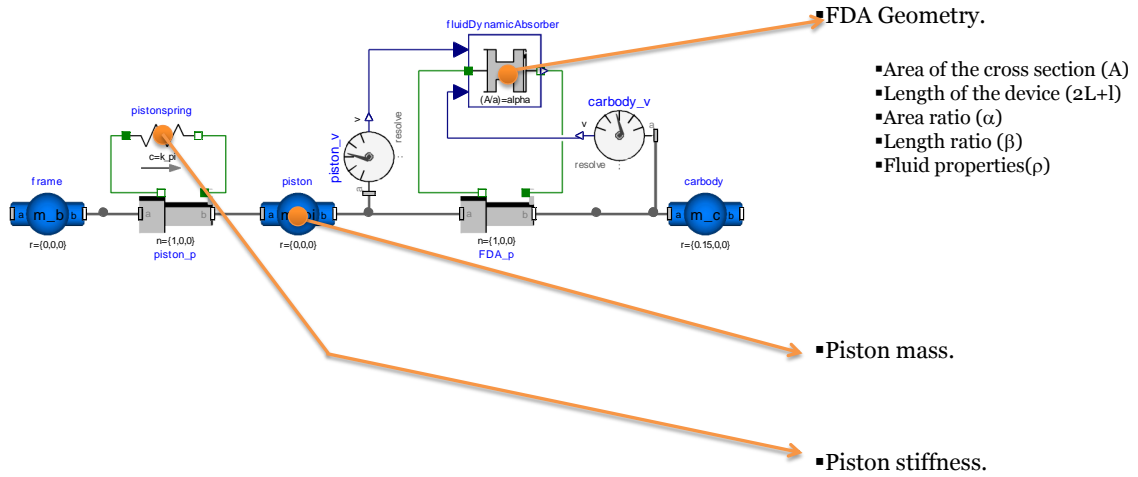 fluidDynamicAbsorber
▪FDA Geometry.
▪Area of the cross section (A)
▪Length of the device (2L+l)
▪Area ratio (α)
▪Length ratio (β)
▪Fluid properties(ρ)
(A/a)=alpha
carbody_v
pistonspring
v
a
v
resolve
resolve
piston_v
c=k_pi
a
frame
piston
carbody
a m_b b
a
b
a
b
a
b
a m_c b
r={0,0,0}
n={1,0,0}
r={0,0,0}
n={1,0,0}
r={0.15,0,0}
piston_p
FDA_p
▪Piston mass.
▪Piston stiffness.